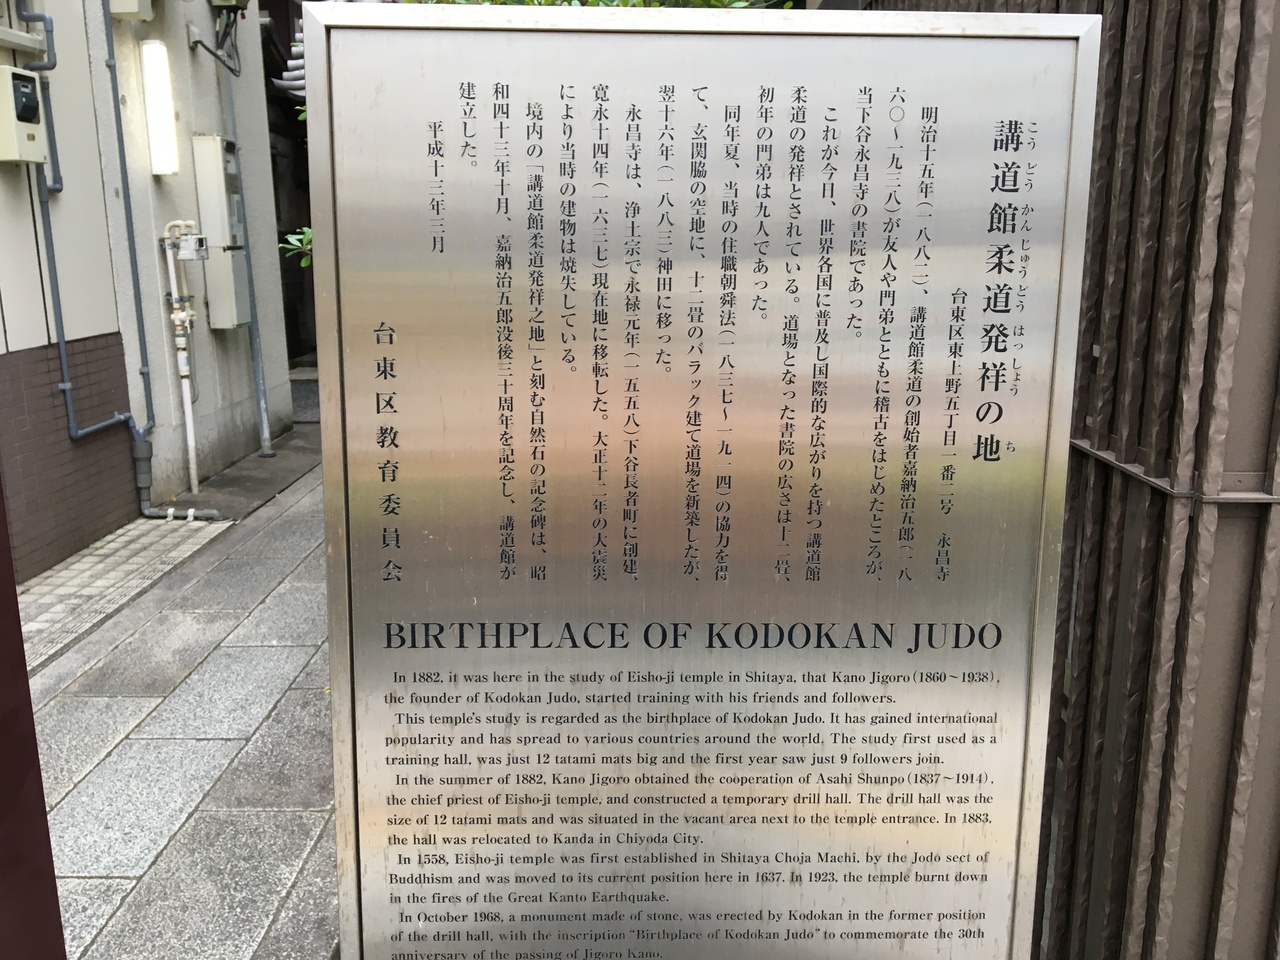 講道館柔道発祥の地
こうどうかんじゅうどうはっしょうち
台東区東上野五丁目一番二号 永昌寺
明治十五年(一八八二)、講道館柔道の創始者嘉納治五郎(一八
六〇〜一九三八)が友人や門弟とともに稽古をはじめたところが、
当下谷永昌寺の書院であった。
これが今日、世界各国に普及し国際的な広がりを持つ講道館
柔道の発祥とされている。道場となった書院の広さは十二畳、
初年の門弟は九人であった。
同年夏、当時の住職朝舜法(一八三七〜一九一四)の協力を得
て、玄関脇の空地に、十二畳のバラック建て道場を新築したが、
翌十六年(一八八三)神田に移った。
永昌寺は、浄土宗で永禄元年(一五五八)下谷長者町に創建、
寛永十四年(一六三七)現在地に移転した。大正十二年の大震災
により当時の建物は焼失している。
境内の「講道館柔道発祥之地」と刻む自然石の記念碑は、昭
和四十三年十月、嘉納治五郎没後三十周年を記念し、講道館が
建立した。
平成十三年三月
台東区教育委員会
BIRTHPLACE OF KODOKAN JUDO
In 1882, it was here in the study of Eisho-ji temple in Shitaya, that Kano Jigoro(1860〜1938),
the founder of Kodokan Judo, started training with his friends and followers.
This temple's study is regarded as the birthplace of Kodokan Judo. It has gained international
popularity and has spread to various countries around the world. The study first used as a
training hall, was just 12 tatami mats big and the first year saw just 9 followers join.
In the summer of 1882, Kano Jigoro obtained the cooperation of Asahi Shunpo(1837〜1914),
the chief priest of Eisho-ji temple, and constructed a temporary drill hall. The drill hall was the
size of 12 tatami mats and was situated in the vacant area next to the temple entrance. In 1883,
the hall was relocated to Kanda in Chiyoda City.
In 1558, Eisho-ji temple was first established in Shitaya Choja Machi, by the Jodo sect of
Buddhism and was moved to its current position here in 1637. In 1923, the temple burnt down
in the fires of the Great Kanto Earthquake.
In October 1968, a monument made of stone, was erected by Kodokan in the former position
of the drill hall, with the inscription "Birthplace of Kodokan Judo" to commemorate the 30th
anniversary of the passing of Jigoro Kano.